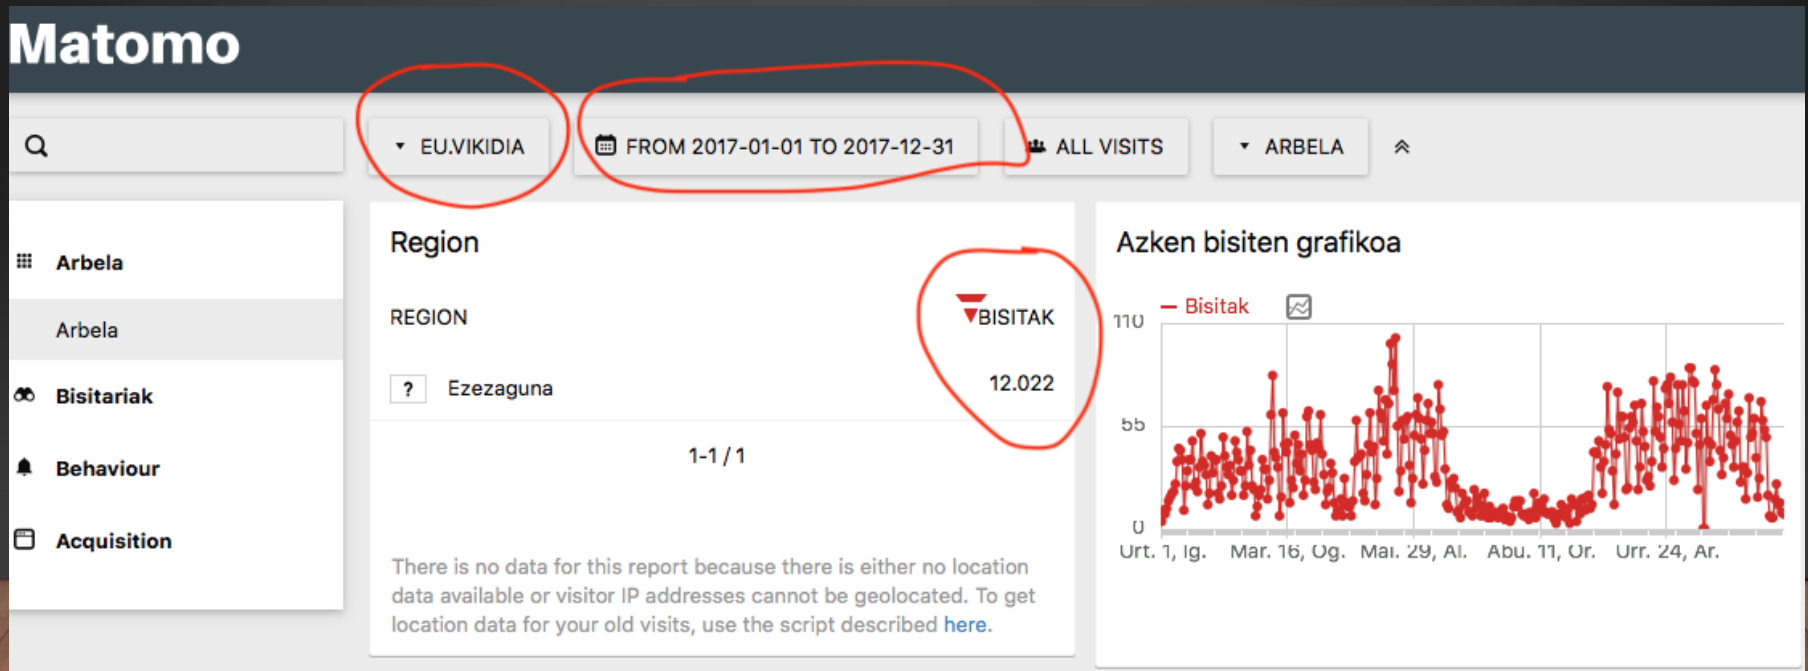 Matomo
EU.VIKIDIA
FROM 2017-01-01 TO 2017-12-31
ALL VISITS
ARBELA
Arbela
Arbela
Bisitariak
Behaviour
Acquisition
Region
REGION
BISITAK
? Ezezaguna
12.022
1-1 / 1
There is no data for this report because there is either no location
data available or visitor IP addresses cannot be geolocated. To get
location data for your old visits, use the script described here.
Azken bisiten grafikoa
Bisitak
110
55
0
Urt. 1, Ig.
Mar. 16, Og.
Mai. 29, Al.
Abu. 11, Or.
Urr. 24, Ar.